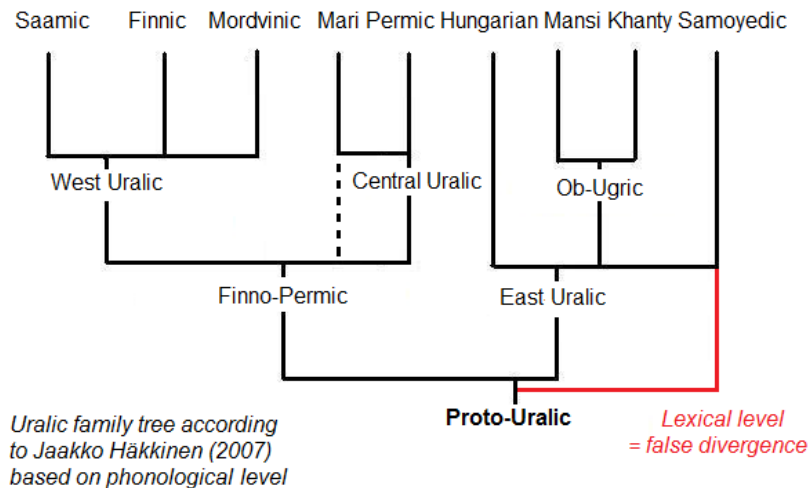 Saamic Finnic Mordvinic Mari Permic Hungarian Mansi Khanty Samoyedic
West Uralic Central Uralic Ob-Ugric
Finno-Permic East Uralic
Proto-Uralic
Uralic family tree according
to Jaakko Häkkinen (2007)
based on phonological level
Lexical level
= false divergence